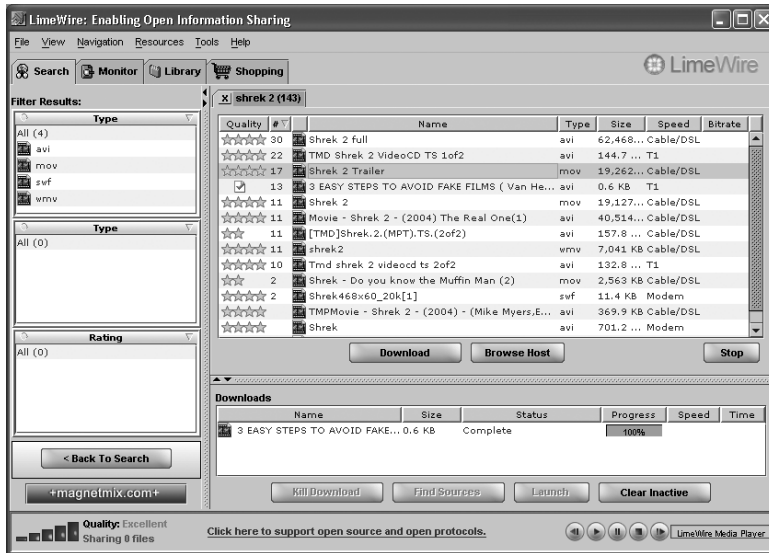 LimeWire: Enabling Open Information Sharing
File View Navigation Resources Tools Help
Search Monitor Library Shopping
LimeWire
Filter Results:
Type
All (4)
avi
mov
swf
wmv
Type
All (0)
Rating
All (0)
< Back To Search
+magnetmix.com+
x shrek 2 (143)
Quality # Name Type Size Speed Bitrate
30 Shrek 2 full avi 62,468... Cable/DSL
22 TMD Shrek 2 VideoCD TS 1of2 avi 144.7 ... T1
17 Shrek 2 Trailer mov 19,262... Cable/DSL
13 3 EASY STEPS TO AVOID FAKE FILMS ( Van He... avi 0.6 KB T1
11 Shrek 2 mov 19,127... Cable/DSL
11 Movie - Shrek 2 - (2004) The Real One(1) avi 40,514... Cable/DSL
11 [TMD]Shrek.2.(MPT).TS.(2of2) avi 157.8 ... Cable/DSL
11 shrek2 wmv 7,041 KB Cable/DSL
10 Tmd shrek 2 videocd ts 2of2 avi 132.8 ... T1
2 Shrek - Do you know the Muffin Man (2) mov 2,563 KB Cable/DSL
2 Shrek468x60_20k[1] swf 11.4 KB Modem
TMPMovie - Shrek 2 - (2004) - (Mike Myers,E... avi 369.9 KB Cable/DSL
Shrek avi 701.2 ... Modem
Download Browse Host Stop
Downloads
Name Size Status Progress Speed Time
3 EASY STEPS TO AVOID FAKE... 0.6 KB Complete 100%
Kill Download Find Sources Launch Clear Inactive
Quality: Excellent
Sharing 0 files
Click here to support open source and open protocols.
LimeWire Media Player